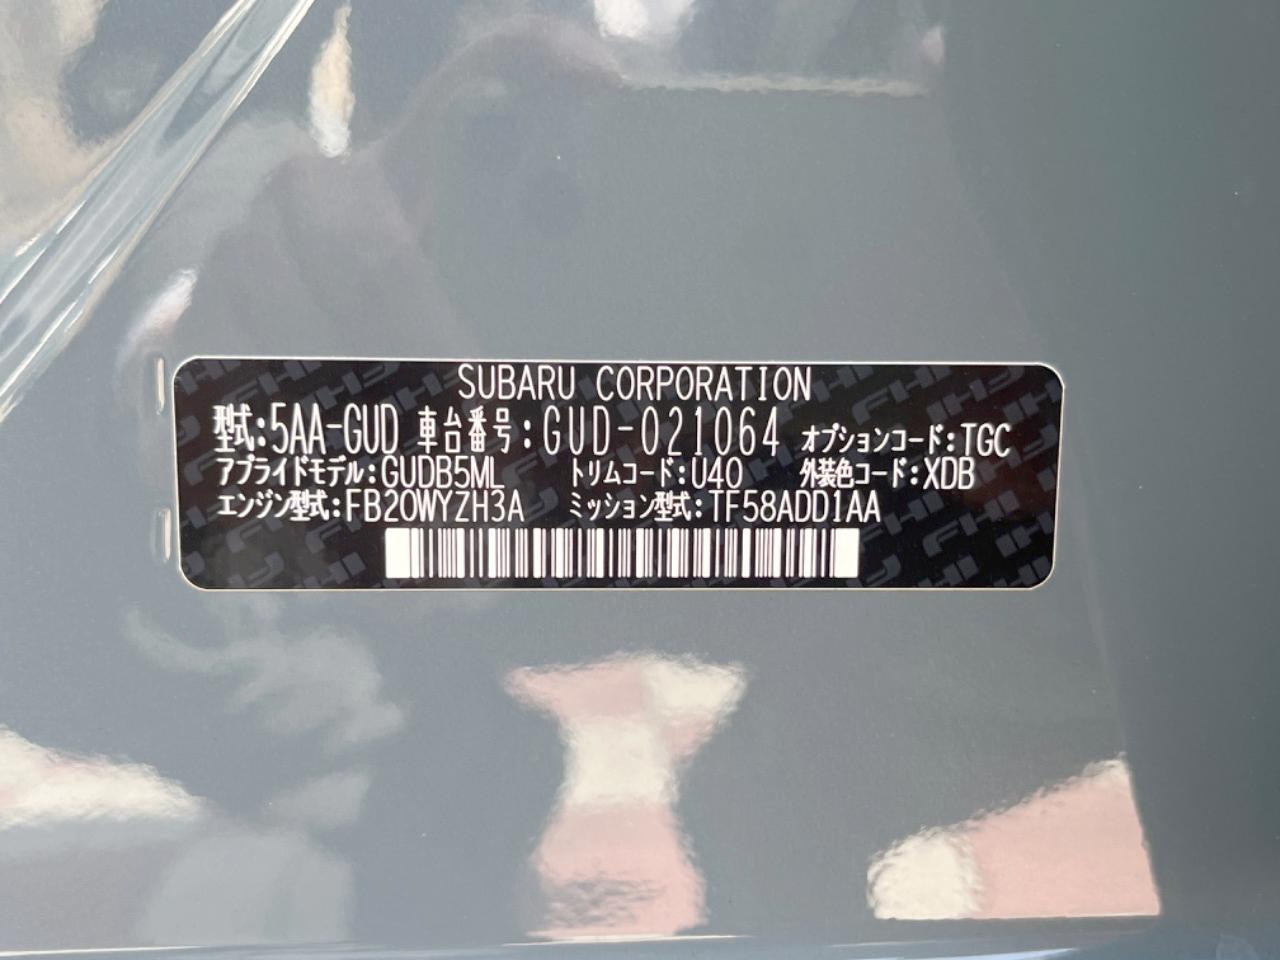 SUBARU CORPORATION
型式:5AA-GUD 車台番号:GUD-021064 オプションコード:TGC
アプライドモデル:GUDB5ML トリムコード:U40 外装色コード:XDB
エンジン型式:FB20WYZH3A ミッション型式:TF58ADD1AA